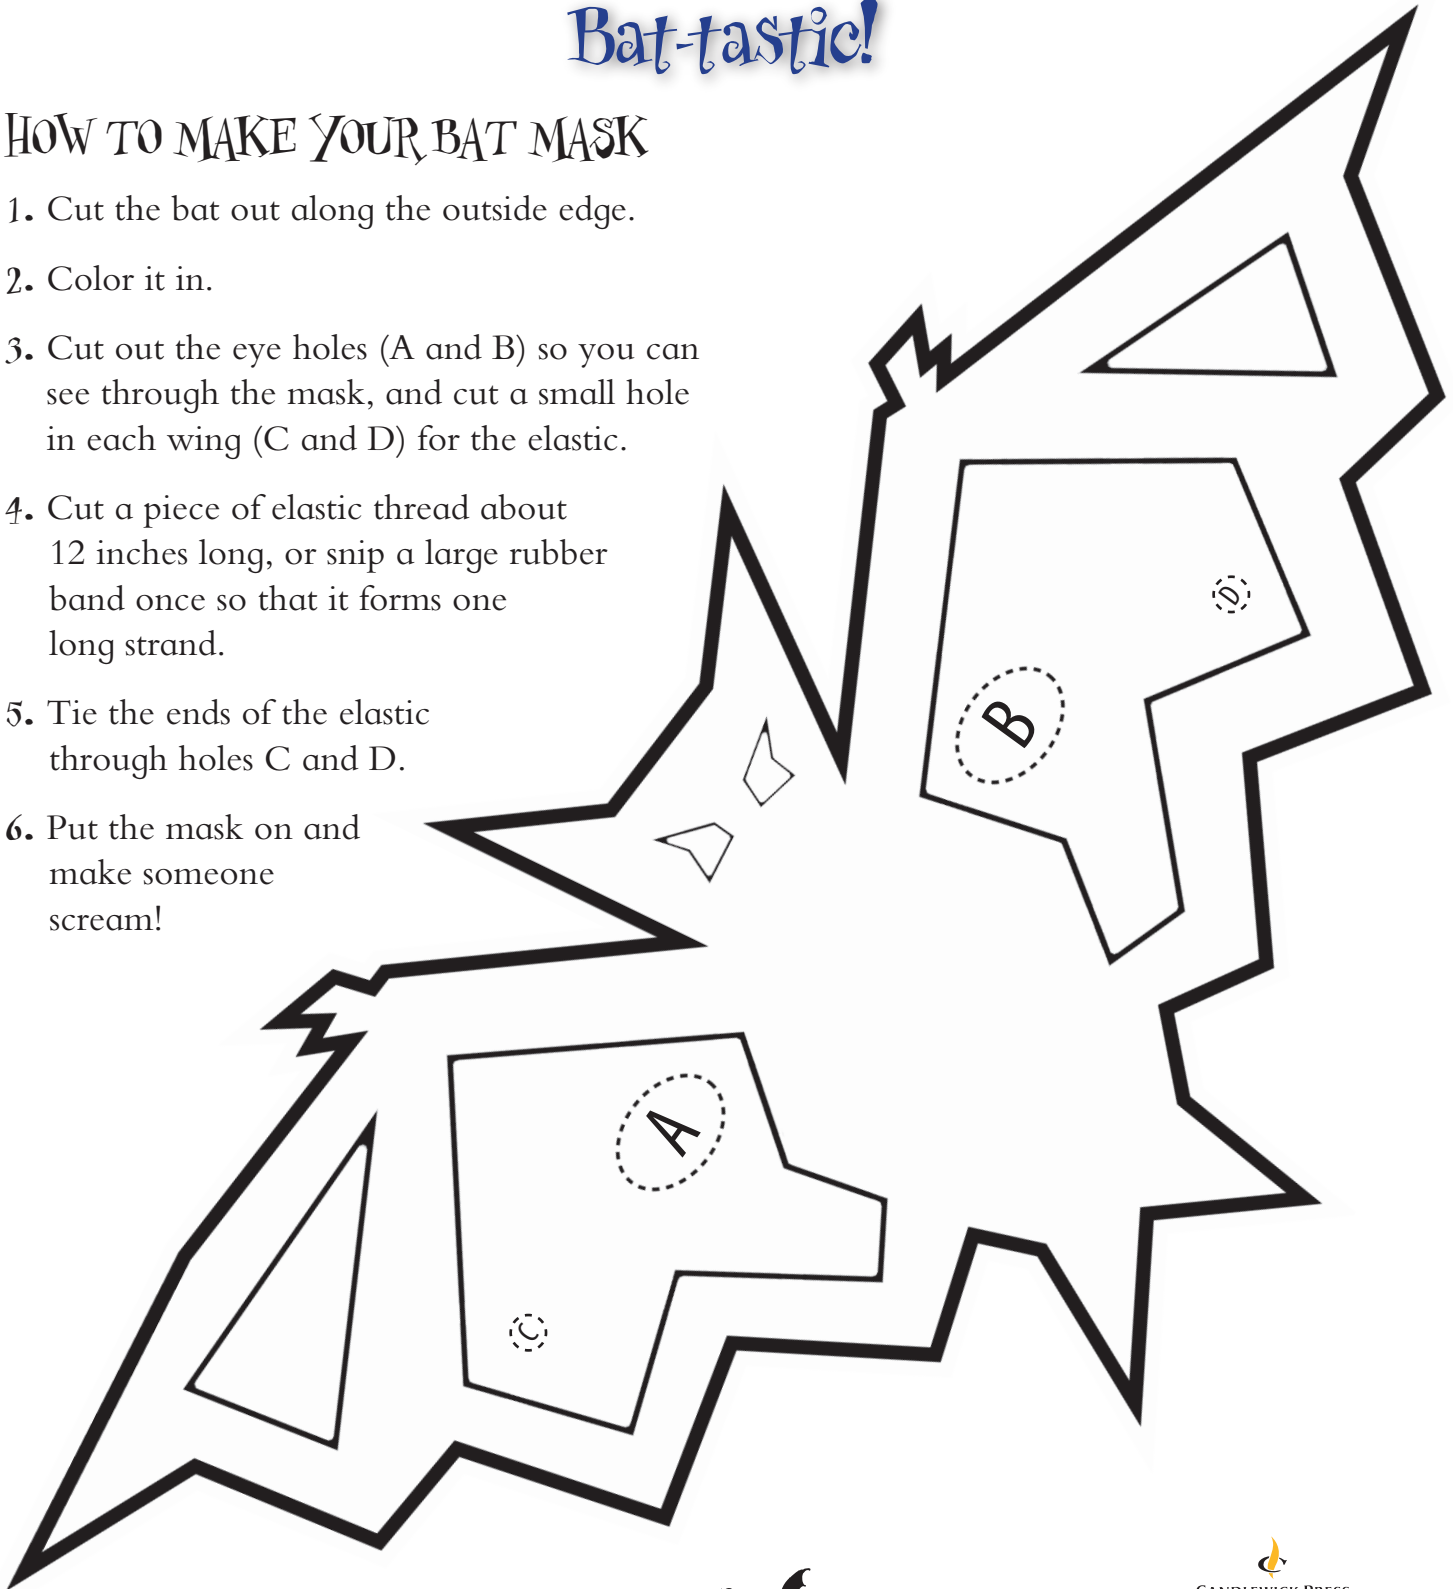 Bat-tastic!
HOW TO MAKE YOUR BAT MASK
1. Cut the bat out along the outside edge.
2. Color it in.
3. Cut out the eye holes (A and B) so you can
see through the mask, and cut a small hole
in each wing (C and D) for the elastic.
4. Cut a piece of elastic thread about
12 inches long, or snip a large rubber
band once so that it forms one
long strand.
5. Tie the ends of the elastic
through holes C and D.
6. Put the mask on and
make someone
scream!
D
B
A
C
CANDLEWICK PRESS